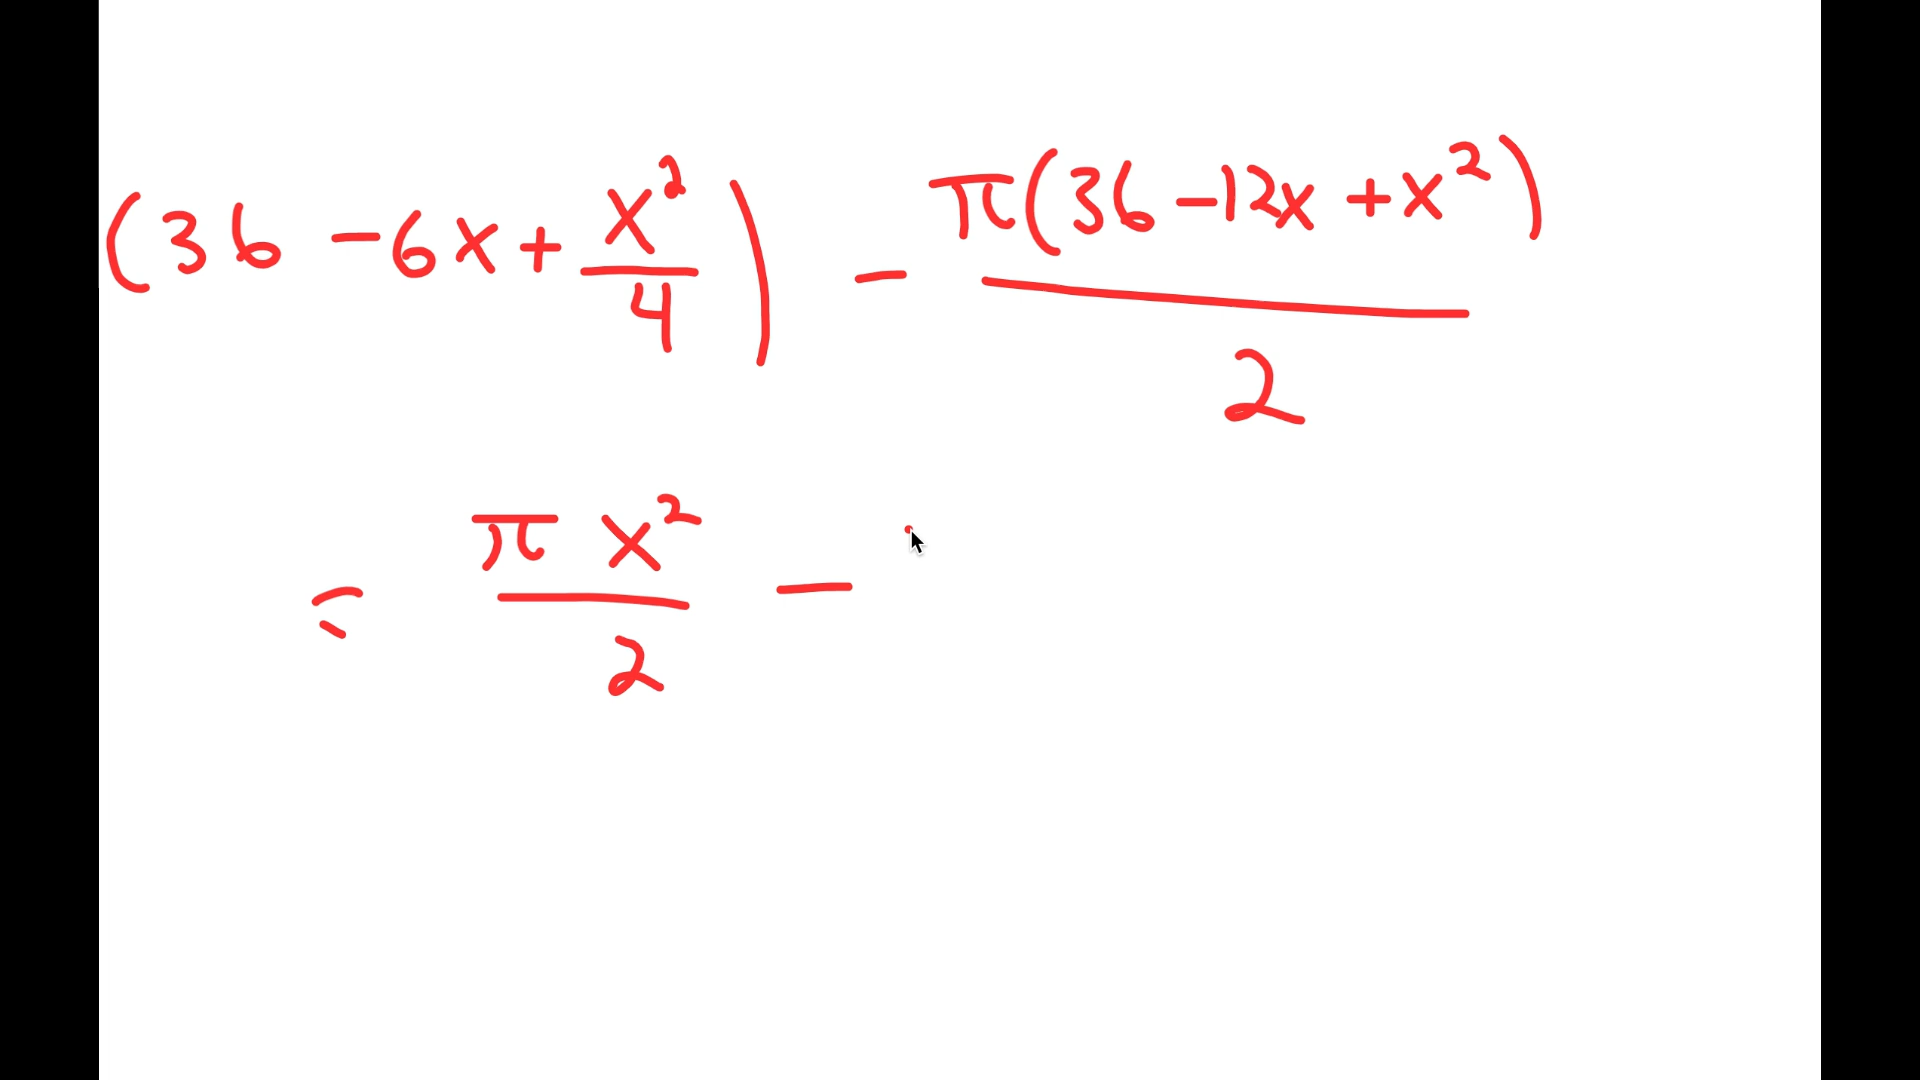 (36 - 6x + x²/4) - π(36 - 12x + x²)/2
= πx²/2 -